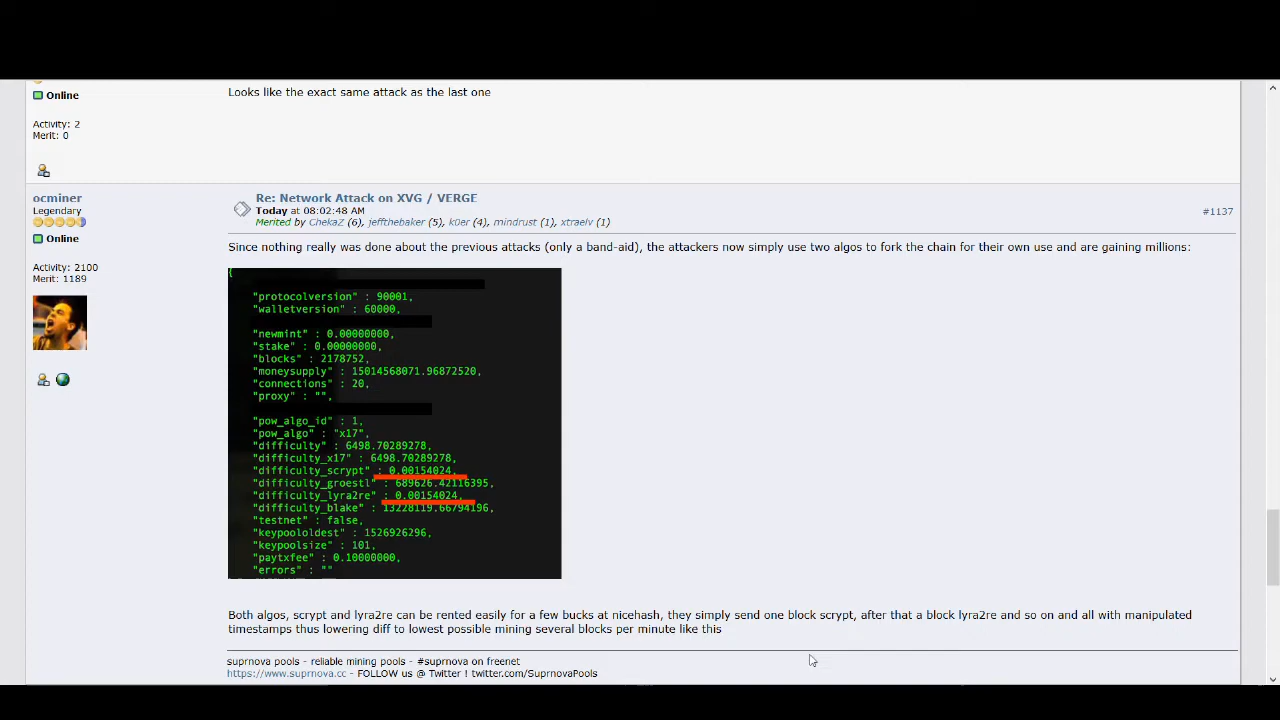 Looks like the exact same attack as the last one
Online
Activity: 2
Merit: 0
ocminer
Legendary
Online
Activity: 2100
Merit: 1189
Re: Network Attack on XVG / VERGE
Today at 08:02:48 AM
#1137
Merited by ChekaZ (6), jeffthebaker (5), k0er (4), mindrust (1), xtraelv (1)
Since nothing really was done about the previous attacks (only a band-aid), the attackers now simply use two algos to fork the chain for their own use and are gaining millions:
{
"protocolversion" : 90001,
"walletversion" : 60000,
"newmint" : 0.00000000,
"stake" : 0.00000000,
"blocks" : 2178752,
"moneysupply" : 15014568071.96872520,
"connections" : 20,
"proxy" : "",
"pow_algo_id" : 1,
"pow_algo" : "x17",
"difficulty" : 6498.70289278,
"difficulty_x17" : 6498.70289278,
"difficulty_scrypt" : 0.00154024,
"difficulty_groestl" : 689626.42116395,
"difficulty_lyra2re" : 0.00154024,
"difficulty_blake" : 13228119.66794196,
"testnet" : false,
"keypoololdest" : 1526926296,
"keypoolsize" : 101,
"paytxfee" : 0.10000000,
"errors" : ""
Both algos, scrypt and lyra2re can be rented easily for a few bucks at nicehash, they simply send one block scrypt, after that a block lyra2re and so on and all with manipulated
timestamps thus lowering diff to lowest possible mining several blocks per minute like this
suprnova pools - reliable mining pools - #suprnova on freenet
https://www.suprnova.cc - FOLLOW us @ Twitter ! twitter.com/SuprnovaPools